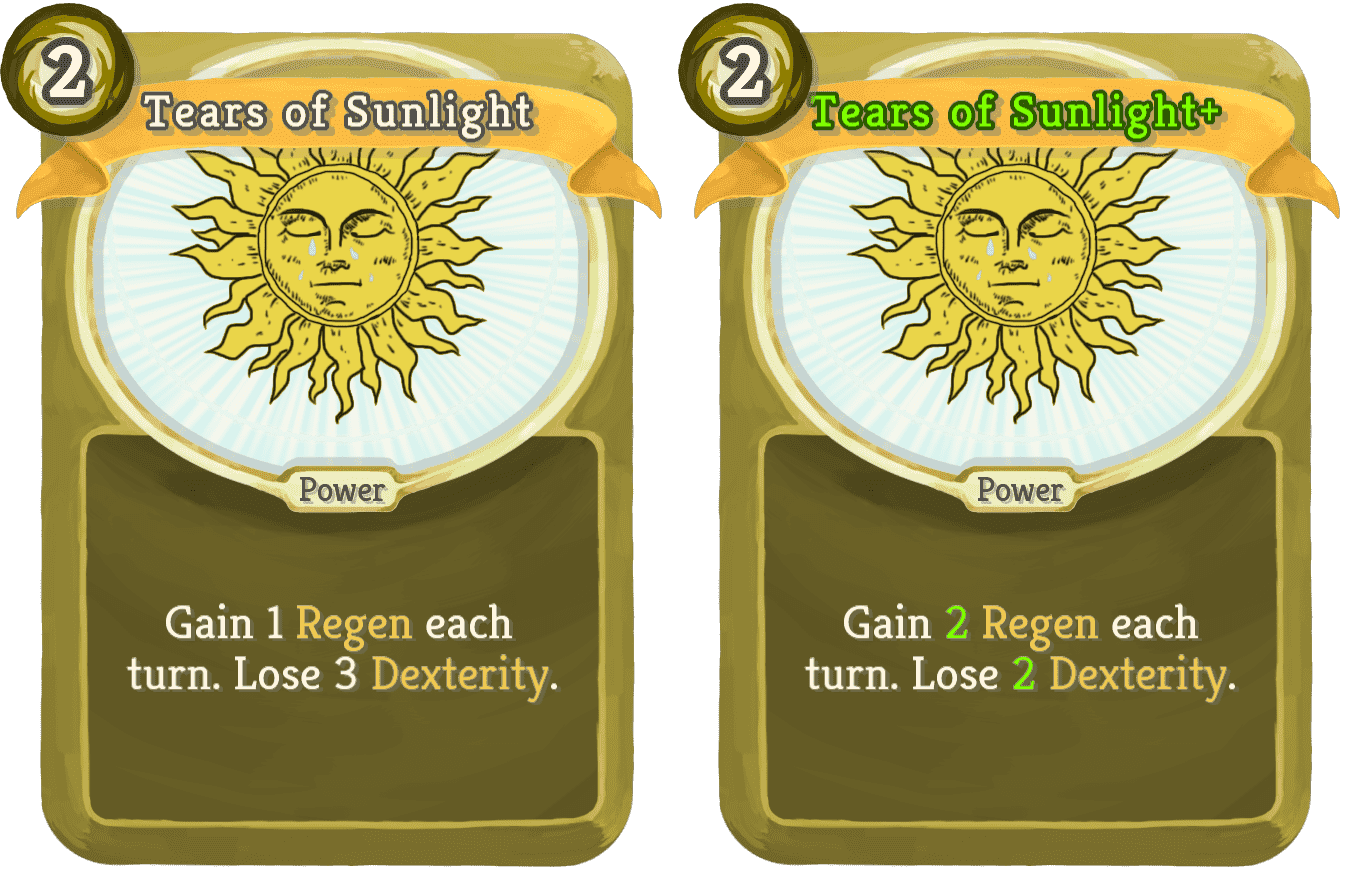 2
Tears of Sunlight
Power
Gain 1 Regen each
turn. Lose 3 Dexterity.
2
Tears of Sunlight+
Power
Gain 2 Regen each
turn. Lose 2 Dexterity.